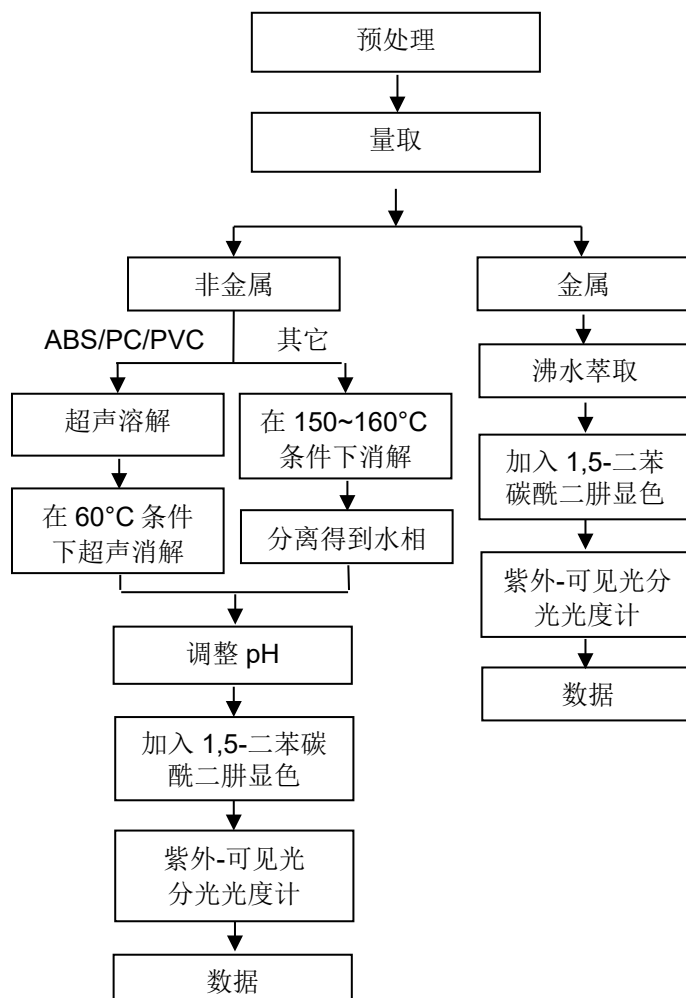 预处理
量取
非金属
金属
ABS/PC/PVC
其它
沸水萃取
超声溶解
在 150~160°C
条件下消解
加入 1,5-二苯
碳酰二肼显色
在 60°C 条件
下超声消解
分离得到水相
紫外-可见光分
光光度计
调整 pH
数据
加入 1,5-二苯碳
酰二肼显色
紫外-可见光
分光光度计
数据